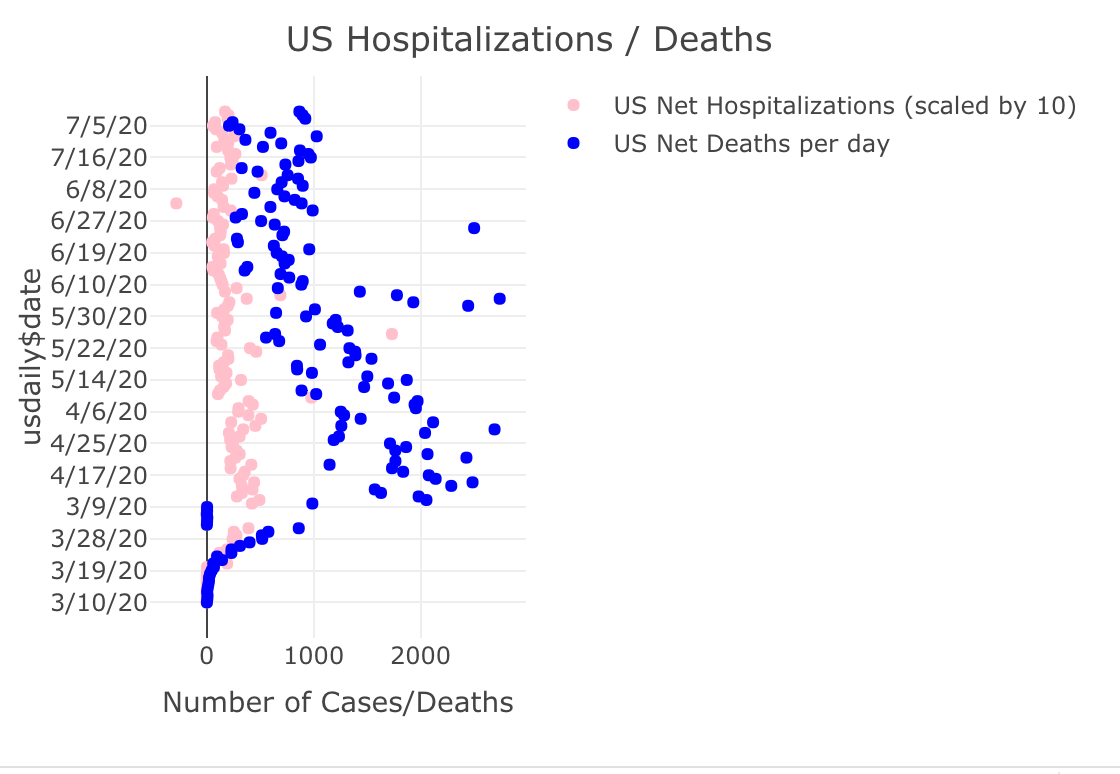 US Hospitalizations / Deaths
US Net Hospitalizations (scaled by 10)
US Net Deaths per day
usdaily$date
7/5/20
7/16/20
6/8/20
6/27/20
6/19/20
6/10/20
5/30/20
5/22/20
5/14/20
4/6/20
4/25/20
4/17/20
3/9/20
3/28/20
3/19/20
3/10/20
0 1000 2000
Number of Cases/Deaths